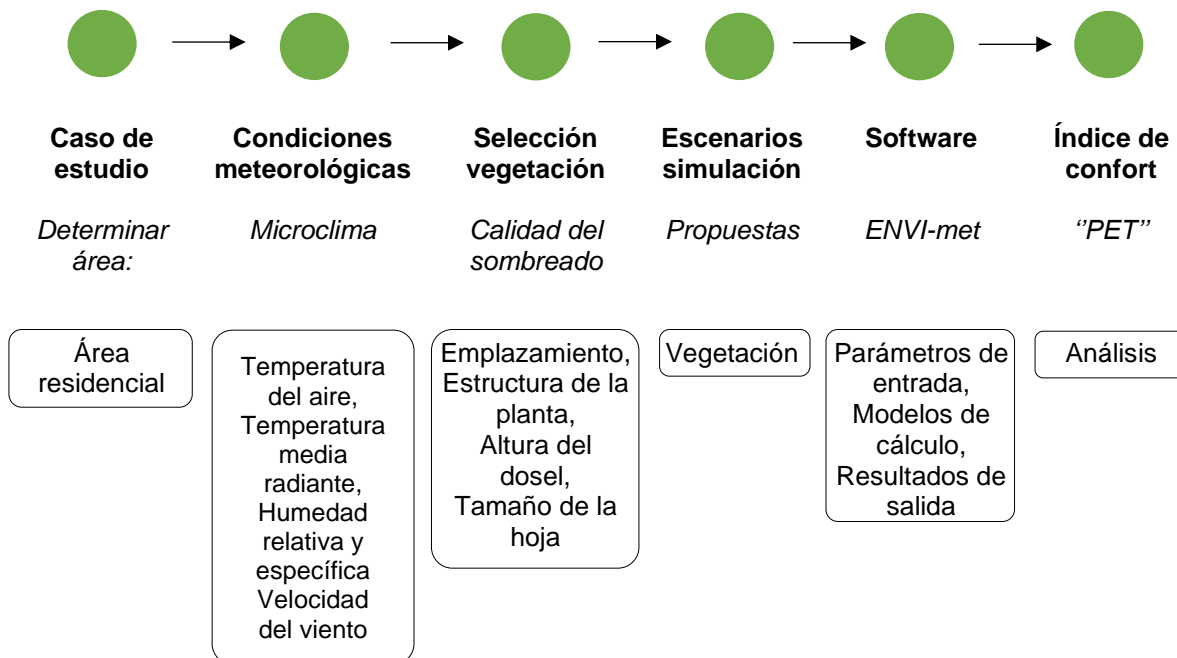 Caso de
estudio
Determinar
área:
Área
residencial
Condiciones
meteorológicas
Microclima
Temperatura
del aire,
Temperatura
media
radiante,
Humedad
relativa y
específica
Velocidad
del viento
Selección
vegetación
Calidad del
sombreado
Emplazamiento,
Estructura de la
planta,
Altura del
dosel,
Tamaño de la
hoja
Escenarios
simulación
Propuestas
Vegetación
Software
ENVI-met
Parámetros de
entrada,
Modelos de
cálculo,
Resultados de
salida
Índice de
confort
‘’PET’’
Análisis